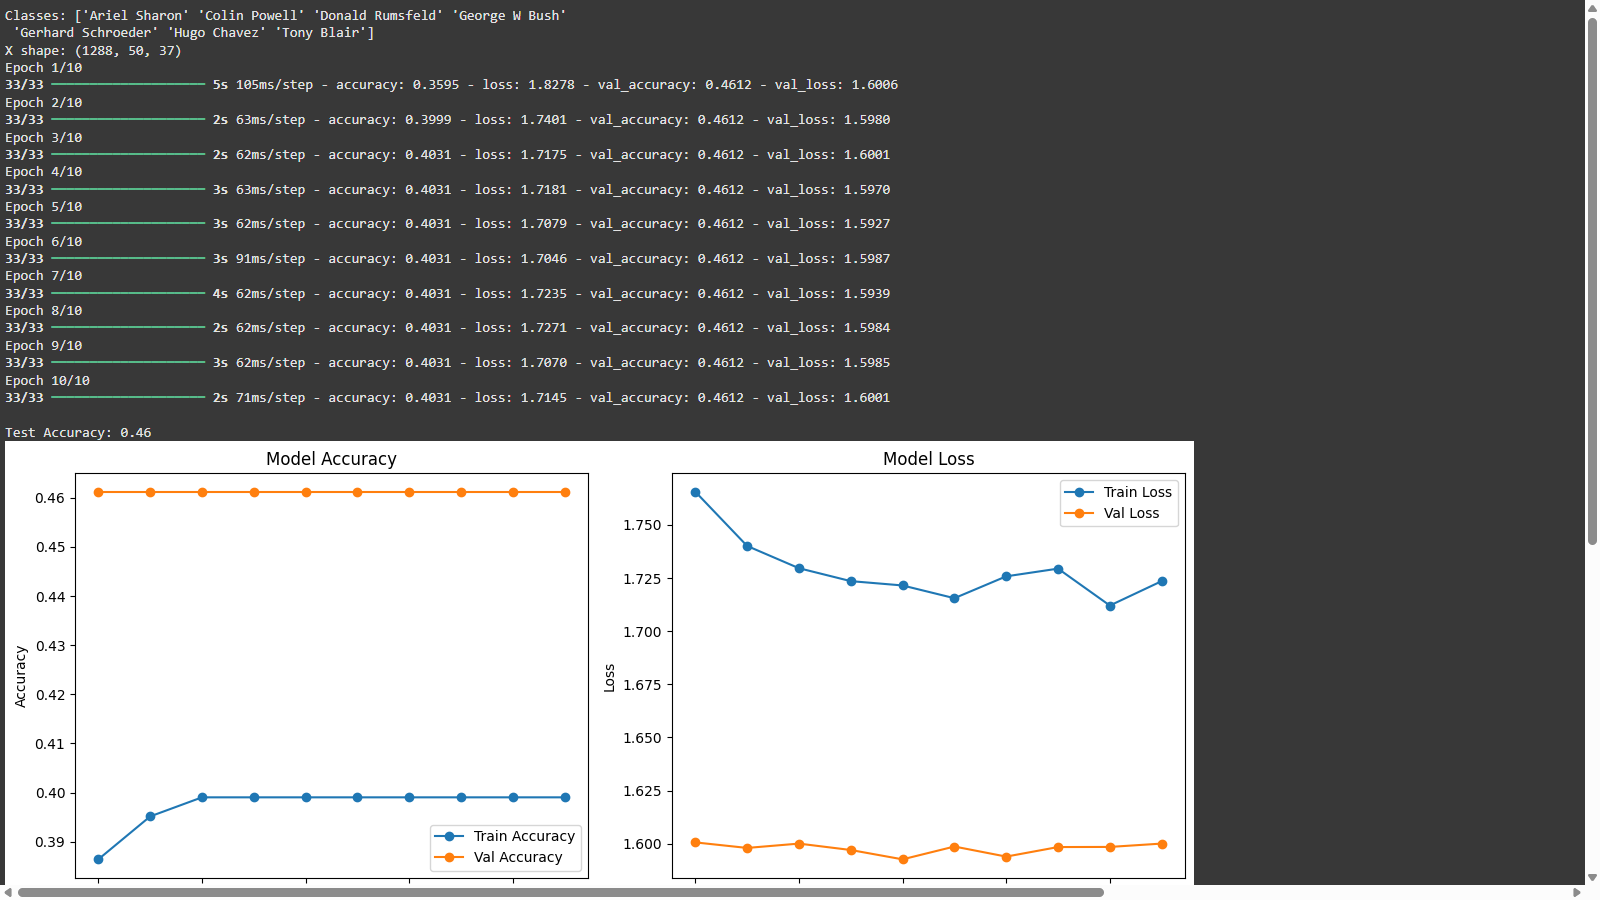 Classes: ['Ariel Sharon' 'Colin Powell' 'Donald Rumsfeld' 'George W Bush'
 'Gerhard Schroeder' 'Hugo Chavez' 'Tony Blair']
X shape: (1288, 50, 37)
Epoch 1/10
33/33 ━━━━━━━━━━━━━━━━━━━━ 5s 105ms/step - accuracy: 0.3595 - loss: 1.8278 - val_accuracy: 0.4612 - val_loss: 1.6006
Epoch 2/10
33/33 ━━━━━━━━━━━━━━━━━━━━ 2s 63ms/step - accuracy: 0.3999 - loss: 1.7401 - val_accuracy: 0.4612 - val_loss: 1.5980
Epoch 3/10
33/33 ━━━━━━━━━━━━━━━━━━━━ 2s 62ms/step - accuracy: 0.4031 - loss: 1.7175 - val_accuracy: 0.4612 - val_loss: 1.6001
Epoch 4/10
33/33 ━━━━━━━━━━━━━━━━━━━━ 3s 63ms/step - accuracy: 0.4031 - loss: 1.7181 - val_accuracy: 0.4612 - val_loss: 1.5970
Epoch 5/10
33/33 ━━━━━━━━━━━━━━━━━━━━ 3s 62ms/step - accuracy: 0.4031 - loss: 1.7079 - val_accuracy: 0.4612 - val_loss: 1.5927
Epoch 6/10
33/33 ━━━━━━━━━━━━━━━━━━━━ 3s 91ms/step - accuracy: 0.4031 - loss: 1.7046 - val_accuracy: 0.4612 - val_loss: 1.5987
Epoch 7/10
33/33 ━━━━━━━━━━━━━━━━━━━━ 4s 62ms/step - accuracy: 0.4031 - loss: 1.7235 - val_accuracy: 0.4612 - val_loss: 1.5939
Epoch 8/10
33/33 ━━━━━━━━━━━━━━━━━━━━ 2s 62ms/step - accuracy: 0.4031 - loss: 1.7271 - val_accuracy: 0.4612 - val_loss: 1.5984
Epoch 9/10
33/33 ━━━━━━━━━━━━━━━━━━━━ 3s 62ms/step - accuracy: 0.4031 - loss: 1.7070 - val_accuracy: 0.4612 - val_loss: 1.5985
Epoch 10/10
33/33 ━━━━━━━━━━━━━━━━━━━━ 2s 71ms/step - accuracy: 0.4031 - loss: 1.7145 - val_accuracy: 0.4612 - val_loss: 1.6001
Test Accuracy: 0.46
Model Accuracy
0.46
0.45
0.44
0.43
0.42
0.41
0.40
0.39
Accuracy
Train Accuracy
Val Accuracy
Model Loss
1.750
1.725
1.700
1.675
1.650
1.625
1.600
Loss
Train Loss
Val Loss